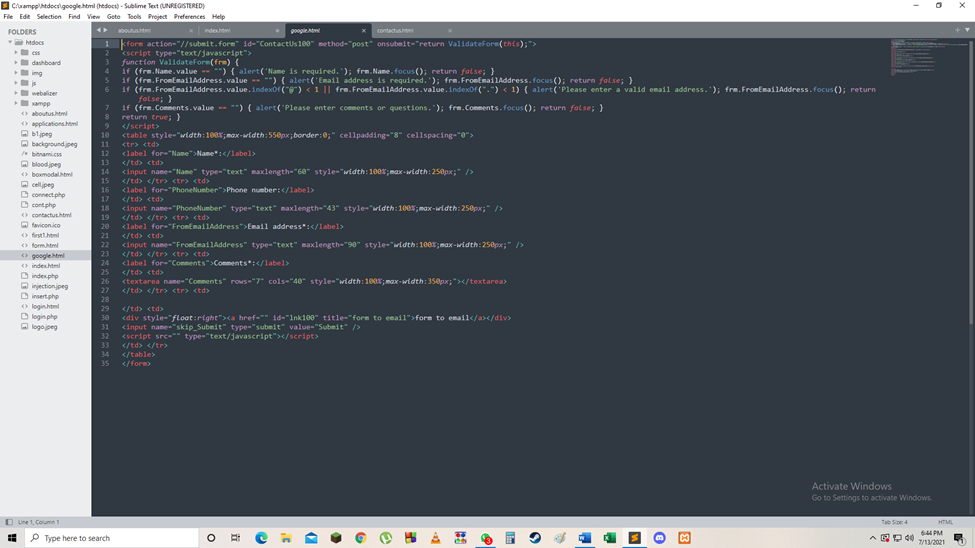 C:\xampp\htdocs\google.html (htdocs) - Sublime Text (UNREGISTERED)
File Edit Selection Find View Goto Tools Project Preferences Help
FOLDERS
htdocs
css
dashboard
img
js
webalizer
xampp
aboutus.html
applications.html
b1.jpeg
background.jpeg
bitnami.css
blood.jpeg
boxmodal.html
cell.jpeg
connect.php
cont.php
contactus.html
favicon.ico
first1.html
form.html
google.html
index.html
index.php
injection.jpeg
insert.php
login.html
login.php
logo.jpeg
aboutus.html index.html google.html contactus.html
1 <form action="//submit.form" id="ContactUs100" method="post" onsubmit="return ValidateForm(this);">
2 <script type="text/javascript">
3 function ValidateForm(frm) {
4 if (frm.Name.value == "") { alert('Name is required.'); frm.Name.focus(); return false; }
5 if (frm.FromEmailAddress.value == "") { alert('Email address is required.'); frm.FromEmailAddress.focus(); return false; }
6 if (frm.FromEmailAddress.value.indexOf("@") < 1 || frm.FromEmailAddress.value.indexOf(".") < 1) { alert('Please enter a valid email address.'); frm.FromEmailAddress.focus(); return
false; }
7 if (frm.Comments.value == "") { alert('Please enter comments or questions.'); frm.Comments.focus(); return false; }
8 return true; }
9 </script>
10 <table style="width:100%;max-width:550px;border:0;" cellpadding="8" cellspacing="0">
11 <tr> <td>
12 <label for="Name">Name*:</label>
13 </td> <td>
14 <input name="Name" type="text" maxlength="60" style="width:100%;max-width:250px;" />
15 </td> </tr> <tr> <td>
16 <label for="PhoneNumber">Phone number:</label>
17 </td> <td>
18 <input name="PhoneNumber" type="text" maxlength="43" style="width:100%;max-width:250px;" />
19 </td> </tr> <tr> <td>
20 <label for="FromEmailAddress">Email address*:</label>
21 </td> <td>
22 <input name="FromEmailAddress" type="text" maxlength="90" style="width:100%;max-width:250px;" />
23 </td> </tr> <tr> <td>
24 <label for="Comments">Comments*:</label>
25 </td> <td>
26 <textarea name="Comments" rows="7" cols="40" style="width:100%;max-width:350px;"></textarea>
27 </td> </tr> <tr> <td>
28
29 </td> <td>
30 <div style="float:right"><a href="" id="lnk100" title="form to email">form to email</a></div>
31 <input name="skip_Submit" type="submit" value="Submit" />
32 <script src="" type="text/javascript"></script>
33 </td> </tr>
34 </table>
35 </form>
Activate Windows
Go to Settings to activate Windows.
Line 1, Column 1 Tab Size: 4 HTML
Type here to search
6:44 PM
7/13/2021